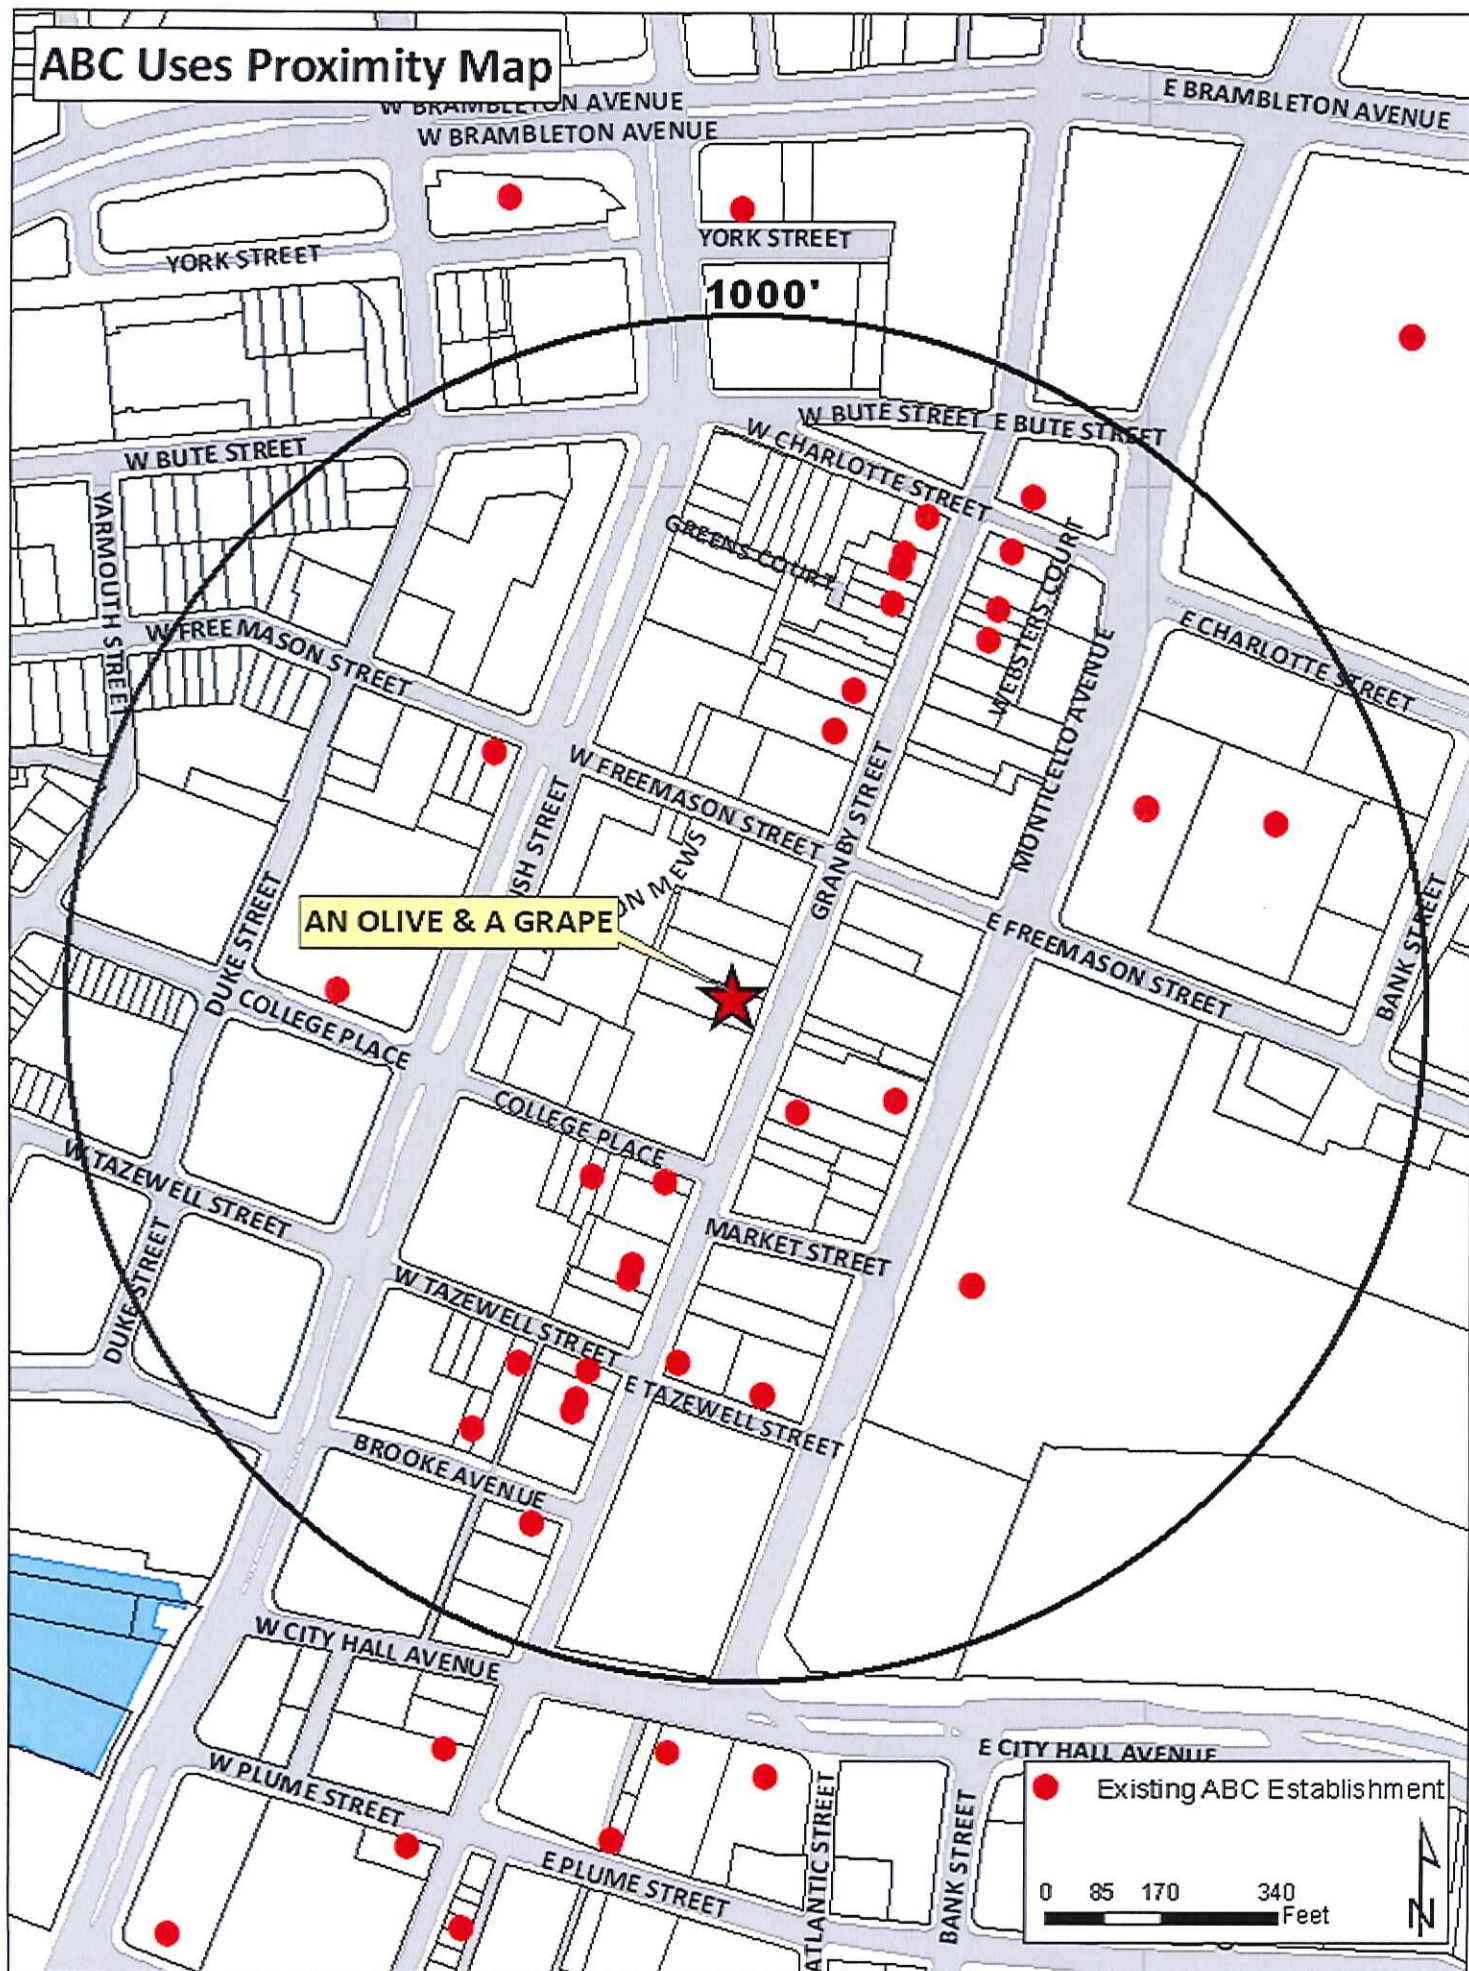 ABC Uses Proximity Map
W BRAMBLETON AVENUE
E BRAMBLETON AVENUE
W BRAMBLETON AVENUE
YORK STREET
YORK STREET
1000'
W BUTE STREET
E BUTE STREET
W CHARLOTTE STREET
W BUTE STREET
GREENS COURT
YARMOUTH STREET
WEBSTERS COURT
W FREEMASON STREET
E CHARLOTTE STREET
MONTICELLO AVENUE
W FREEMASON STREET
GRANBY STREET
STREET
MEWS
AN OLIVE & A GRAPE
DUKE STREET
E FREEMASON STREET
BANK STREET
COLLEGE PLACE
COLLEGE PLACE
W TAZEWELL STREET
MARKET STREET
DUKE STREET
W TAZEWELL STREET
E TAZEWELL STREET
BROOKE AVENUE
W CITY HALL AVENUE
E CITY HALL AVENUE
W PLUME STREET
E PLUME STREET
ATLANTIC STREET
BANK STREET
Existing ABC Establishment
0 85 170 340
Feet
N